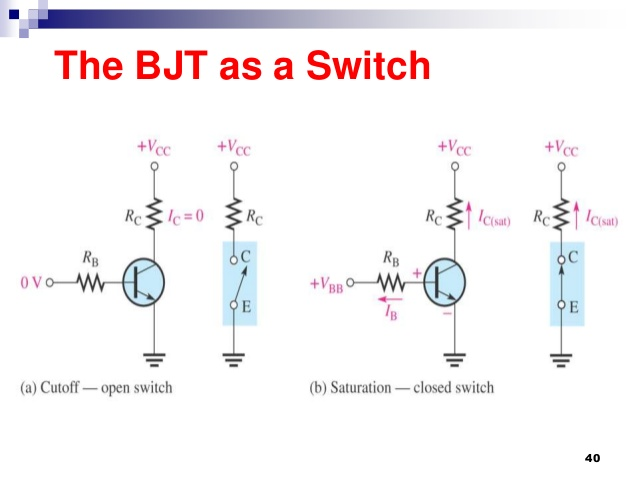 The BJT as a Switch
+VCC
+VCC
+VCC
+VCC
RC
IC = 0
RC
RC
IC(sat)
RC
IC(sat)
RB
C
RB
+
C
0 V
+VBB
E
IB
–
E
(a) Cutoff — open switch
(b) Saturation — closed switch
40